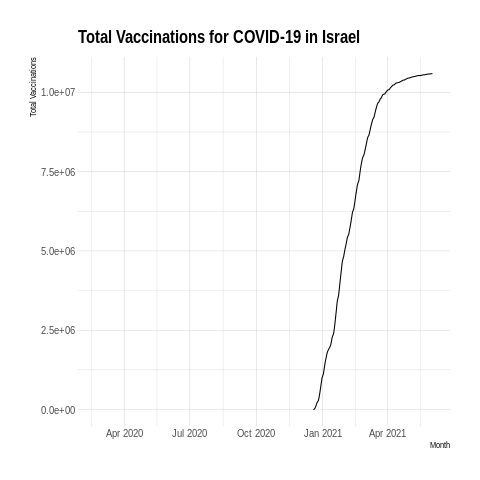 Total Vaccinations for COVID-19 in Israel
Total Vaccinations
1.0e+07
7.5e+06
5.0e+06
2.5e+06
0.0e+00
Apr 2020 Jul 2020 Oct 2020 Jan 2021 Apr 2021
Month